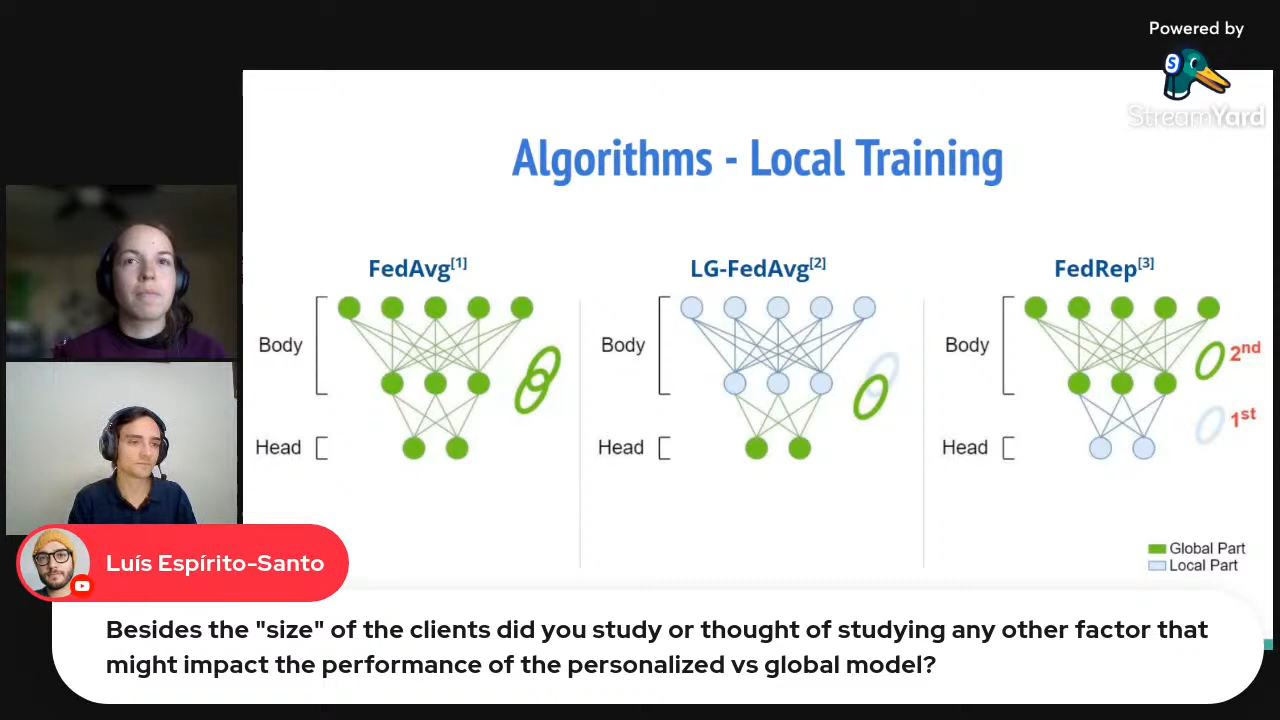 Powered by
S
StreamYard
Algorithms - Local Training
FedAvg[1]
Body
Head
LG-FedAvg[2]
Body
Head
FedRep[3]
Body
Head
2nd
1st
Global Part
Local Part
Luís Espírito-Santo
Besides the "size" of the clients did you study or thought of studying any other factor that
might impact the performance of the personalized vs global model?